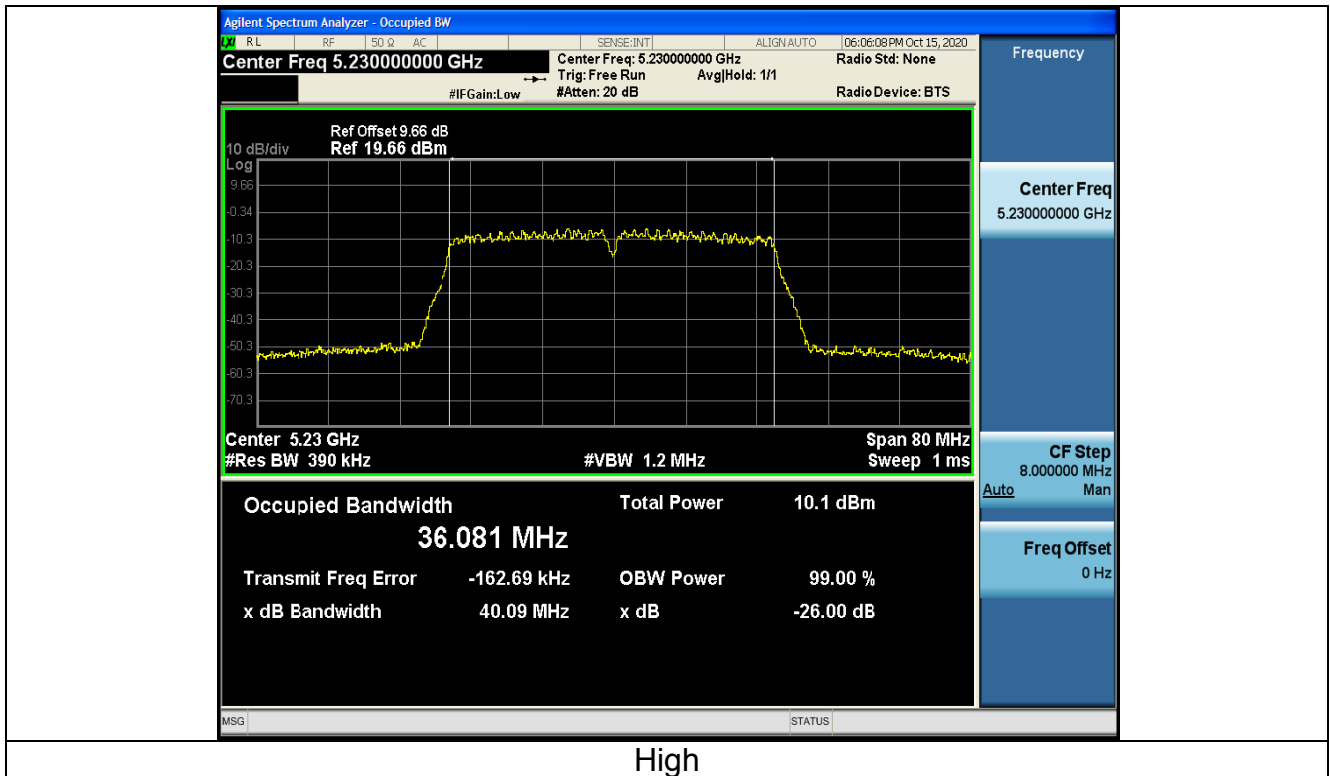 Agilent Spectrum Analyzer - Occupied BW
LXI RL RF 50 Ω AC SENSE:INT ALIGN AUTO 06:06:08 PM Oct 15, 2020
Center Freq 5.230000000 GHz
Center Freq: 5.230000000 GHz Radio Std: None
Trig: Free Run Avg|Hold: 1/1
#IFGain:Low #Atten: 20 dB Radio Device: BTS
Ref Offset 9.66 dB
10 dB/div Ref 19.66 dBm
Log
9.66
-0.34
-10.3
-20.3
-30.3
-40.3
-50.3
-60.3
-70.3
Center 5.23 GHz Span 80 MHz
#Res BW 390 kHz #VBW 1.2 MHz Sweep 1 ms
Occupied Bandwidth Total Power 10.1 dBm
36.081 MHz
Transmit Freq Error -162.69 kHz OBW Power 99.00 %
x dB Bandwidth 40.09 MHz x dB -26.00 dB
MSG STATUS
Frequency
Center Freq
5.230000000 GHz
CF Step
8.000000 MHz
Auto Man
Freq Offset
0 Hz
High